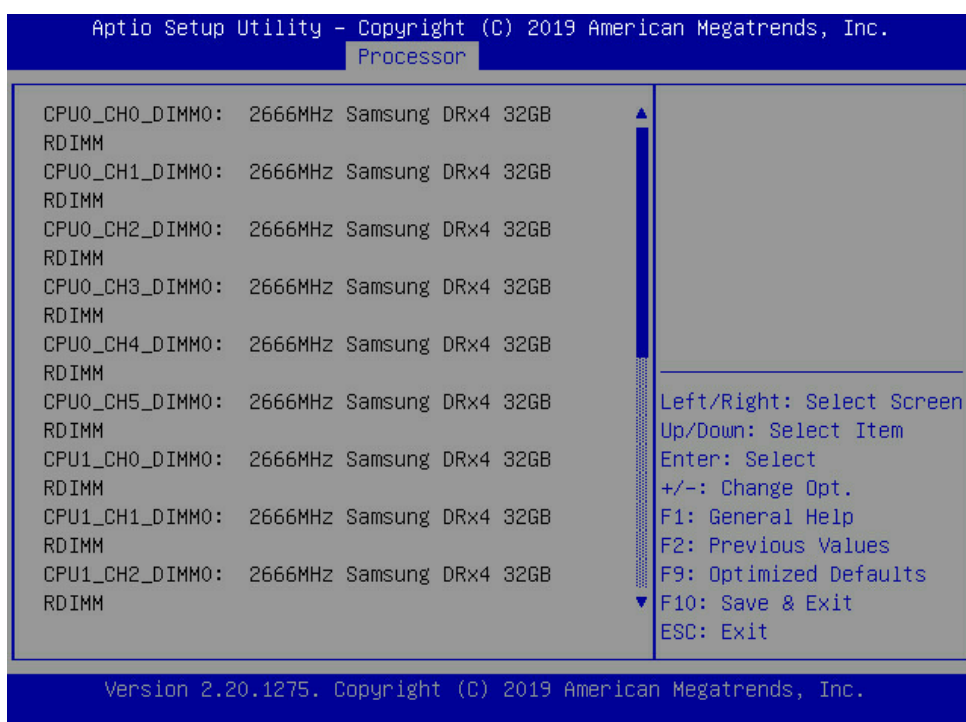 Aptio Setup Utility – Copyright (C) 2019 American Megatrends, Inc.
Processor
CPU0_CH0_DIMM0: 2666MHz Samsung DRx4 32GB
RDIMM
CPU0_CH1_DIMM0: 2666MHz Samsung DRx4 32GB
RDIMM
CPU0_CH2_DIMM0: 2666MHz Samsung DRx4 32GB
RDIMM
CPU0_CH3_DIMM0: 2666MHz Samsung DRx4 32GB
RDIMM
CPU0_CH4_DIMM0: 2666MHz Samsung DRx4 32GB
RDIMM
CPU0_CH5_DIMM0: 2666MHz Samsung DRx4 32GB
RDIMM
CPU1_CH0_DIMM0: 2666MHz Samsung DRx4 32GB
RDIMM
CPU1_CH1_DIMM0: 2666MHz Samsung DRx4 32GB
RDIMM
CPU1_CH2_DIMM0: 2666MHz Samsung DRx4 32GB
RDIMM
Left/Right: Select Screen
Up/Down: Select Item
Enter: Select
+/-: Change Opt.
F1: General Help
F2: Previous Values
F9: Optimized Defaults
F10: Save & Exit
ESC: Exit
Version 2.20.1275. Copyright (C) 2019 American Megatrends, Inc.